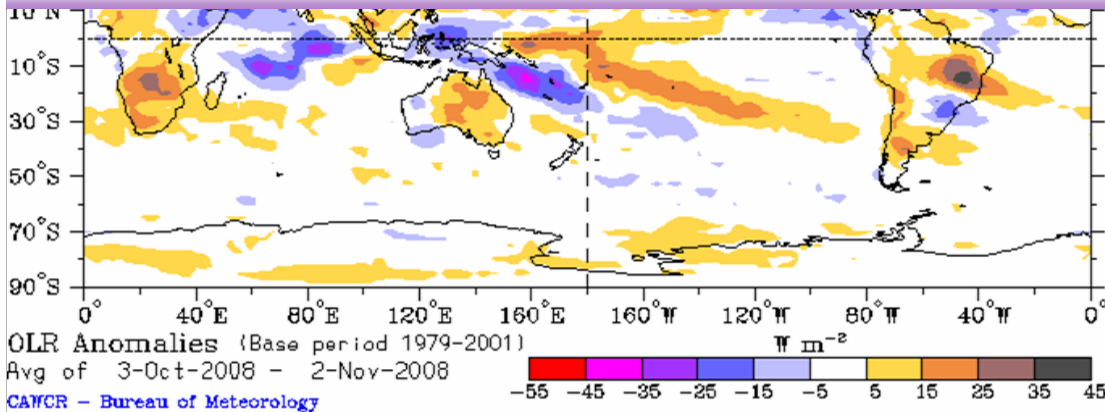 10°N
10°S
30°S
50°S
70°S
90°S
0° 40°E 80°E 120°E 160°E 160°W 120°W 80°W 40°W 0°
OLR Anomalies (Base period 1979-2001) W m⁻²
Avg of 3-Oct-2008 - 2-Nov-2008
-55 -45 -35 -25 -15 -5 5 15 25 35 45
CAWCR - Bureau of Meteorology